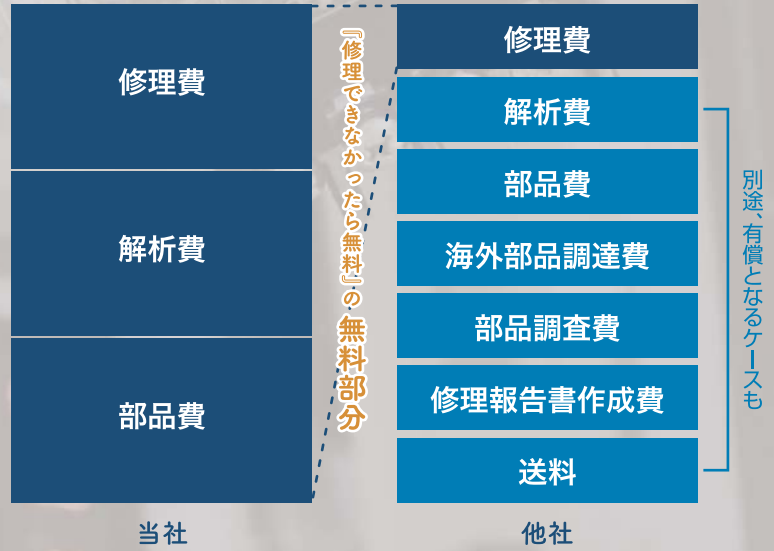 修理費
解析費
部品費
当社
『修理できなかったら無料』の無料部分
修理費
解析費
部品費
海外部品調達費
部品調査費
修理報告書作成費
送料
他社
別途、有償となるケースも